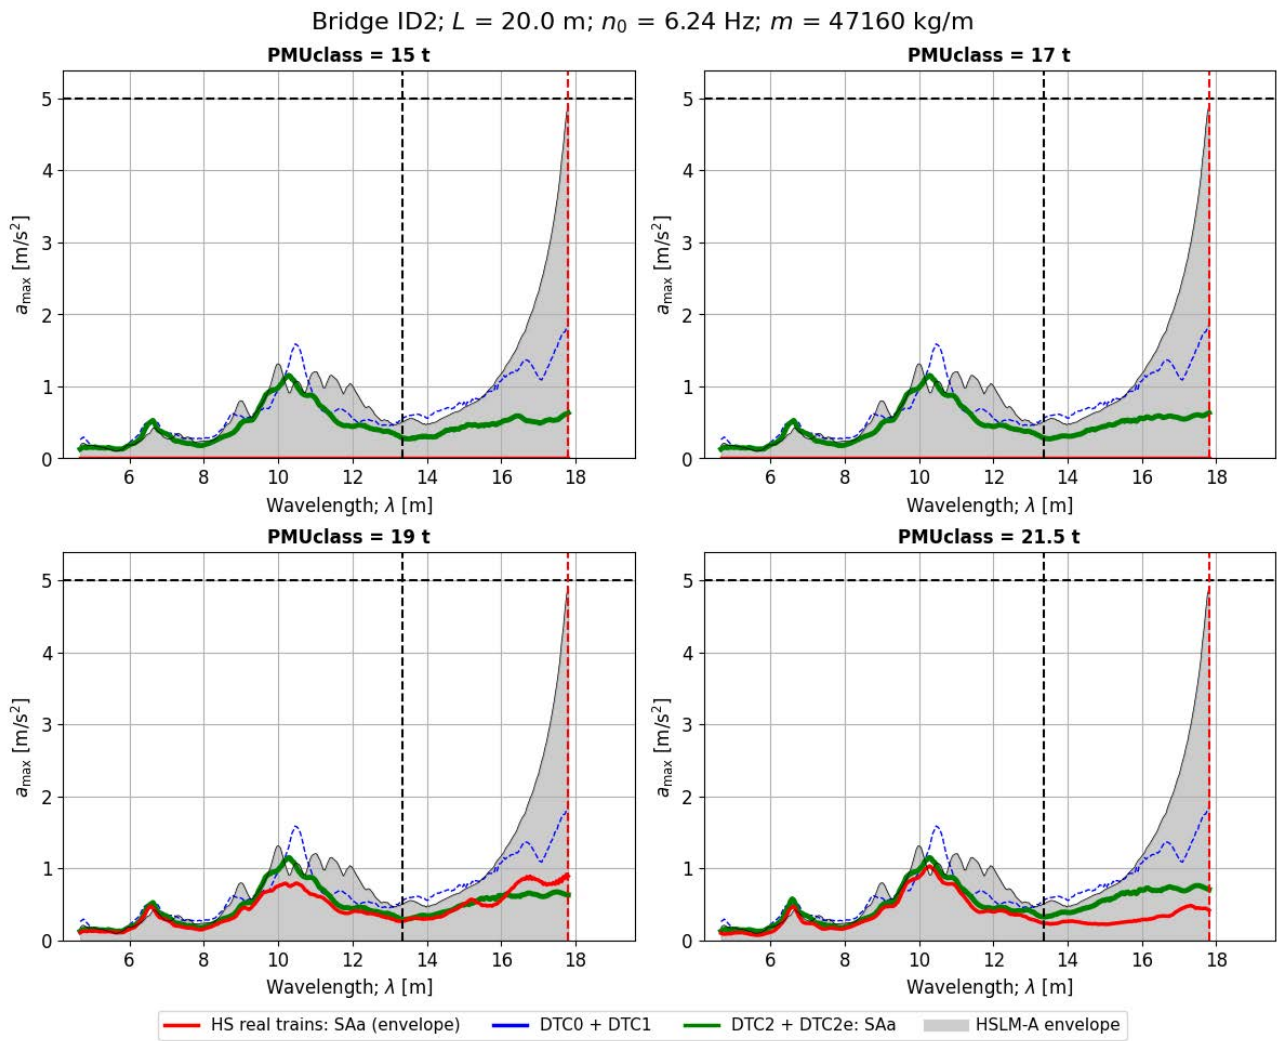 Bridge ID2; L = 20.0 m; n₀ = 6.24 Hz; m = 47160 kg/m
PMUclass = 15 t
5
4
3
2
1
0
a_max [m/s²]
6 8 10 12 14 16 18
Wavelength; λ [m]
PMUclass = 17 t
5
4
3
2
1
0
a_max [m/s²]
6 8 10 12 14 16 18
Wavelength; λ [m]
PMUclass = 19 t
5
4
3
2
1
0
a_max [m/s²]
6 8 10 12 14 16 18
Wavelength; λ [m]
PMUclass = 21.5 t
5
4
3
2
1
0
a_max [m/s²]
6 8 10 12 14 16 18
Wavelength; λ [m]
HS real trains: SAa (envelope) DTC0 + DTC1 DTC2 + DTC2e: SAa HSLM-A envelope